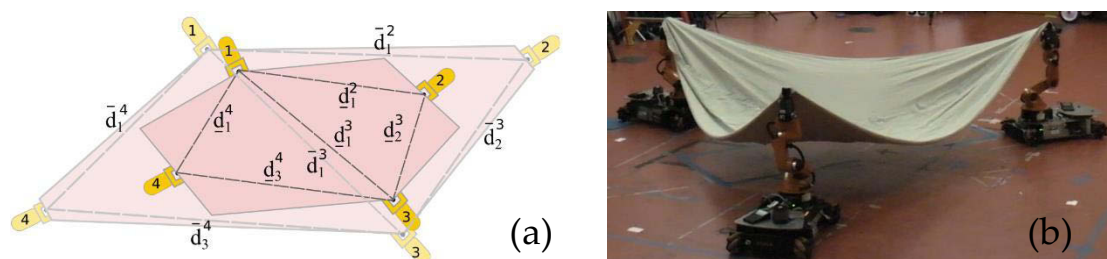 1
d̄₁²
2
1
2
d̲₁²
d̄₁⁴
d̲₁⁴
d̲₁³
d̲₂³
d̄₂³
d̲₃⁴
d̄₁³
4
4
3
d̄₃⁴
3
(a)
(b)